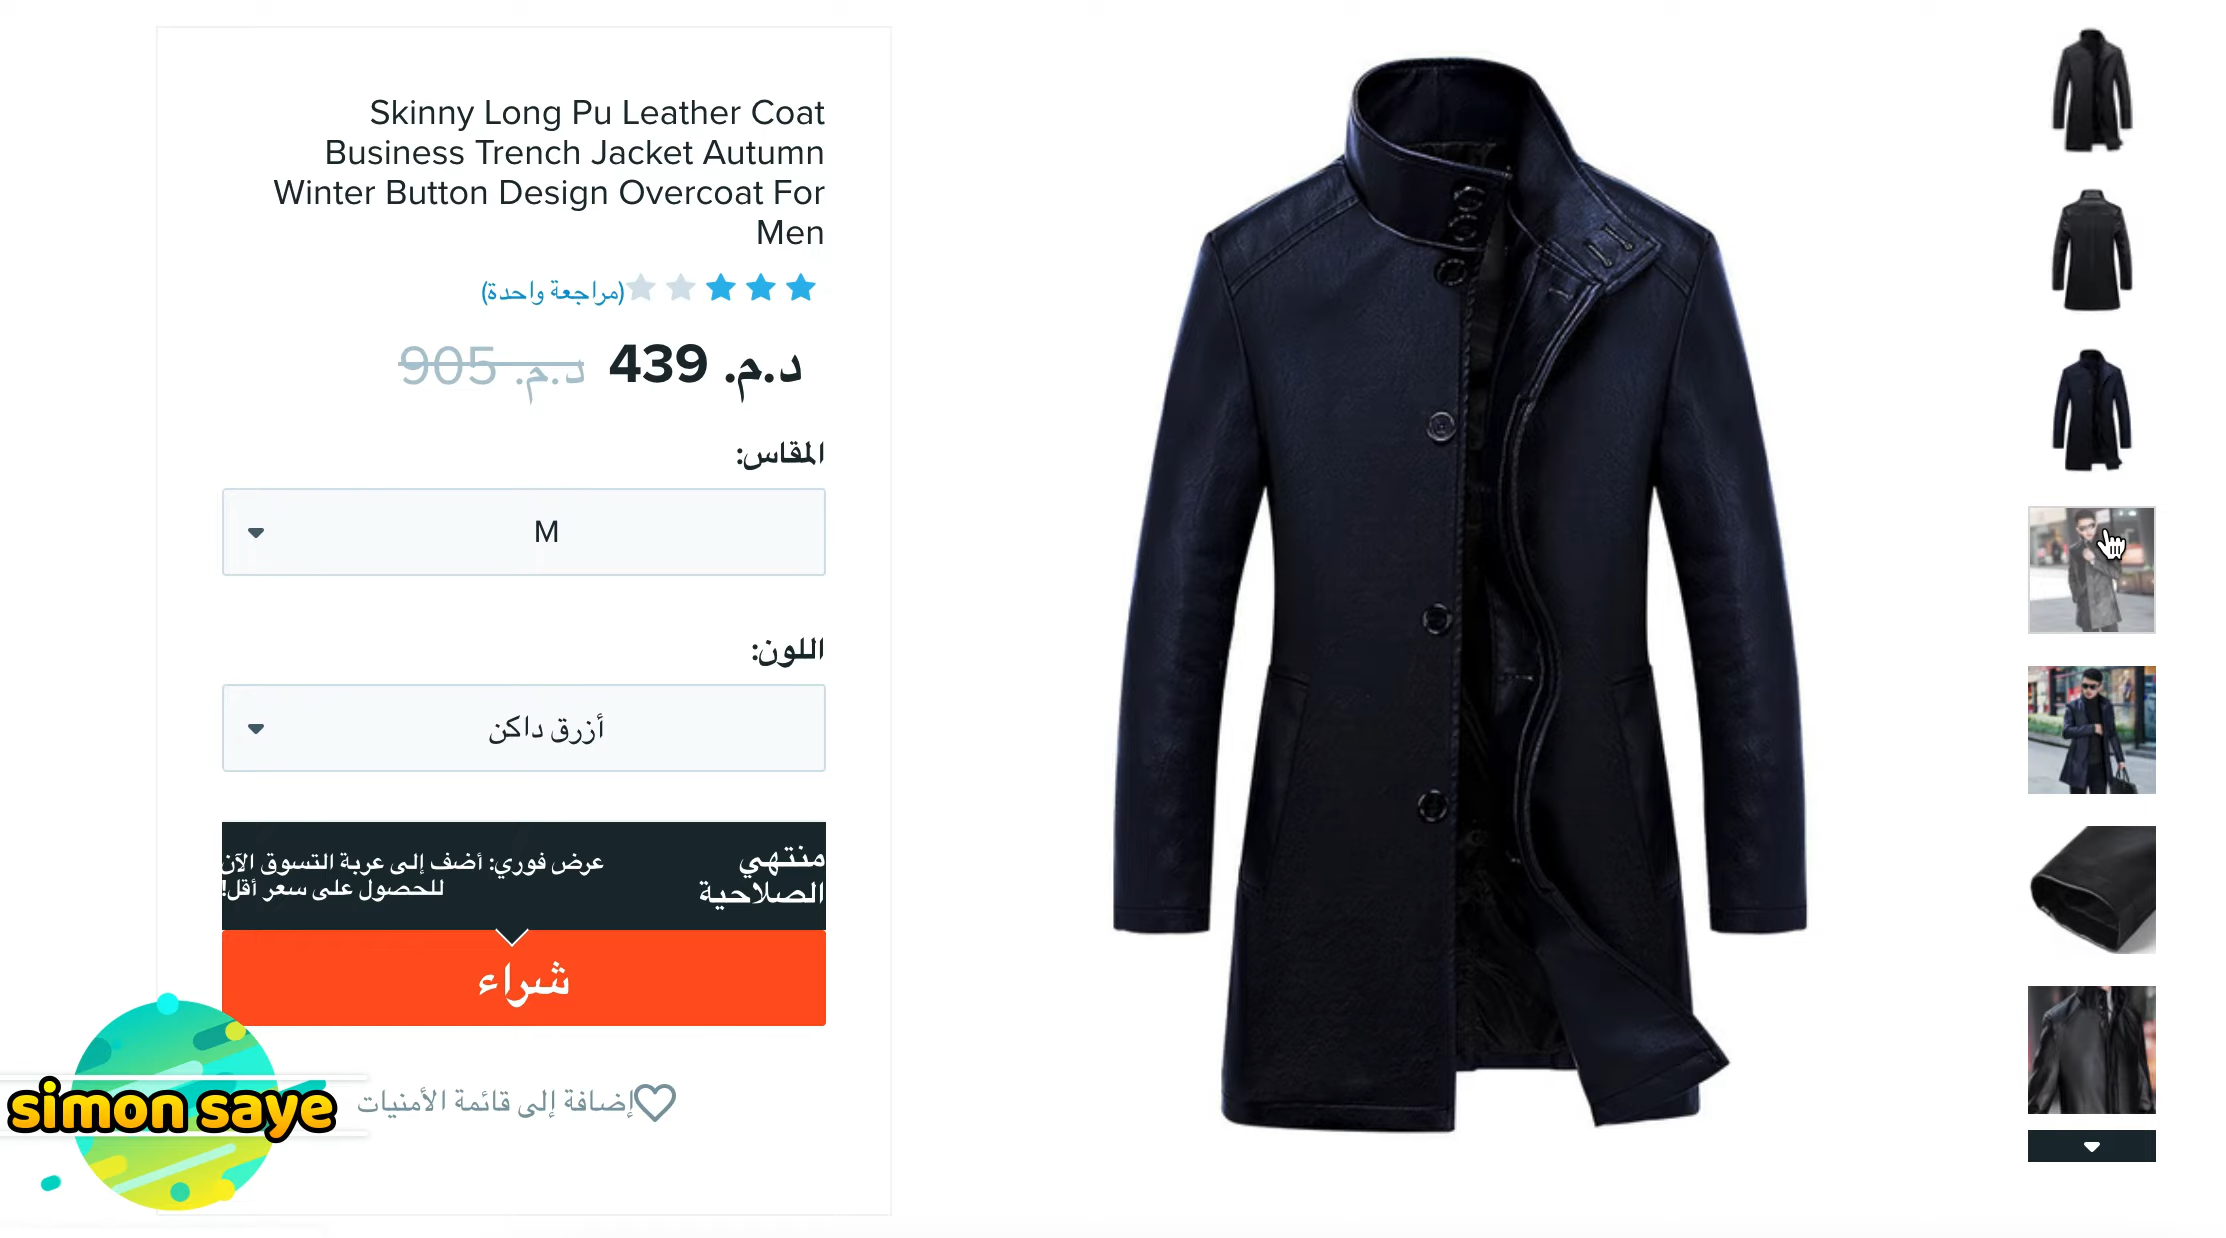 Skinny Long Pu Leather Coat
Business Trench Jacket Autumn
Winter Button Design Overcoat For
Men
(مراجعة واحدة)
د.م. 439 د.م. 905
المقاس:
M
اللون:
أزرق داكن
منتهي
الصلاحية
عرض فوري: أضف إلى عربة التسوق الآن
للحصول على سعر أقل!
شراء
إضافة إلى قائمة الأمنيات
simon saye